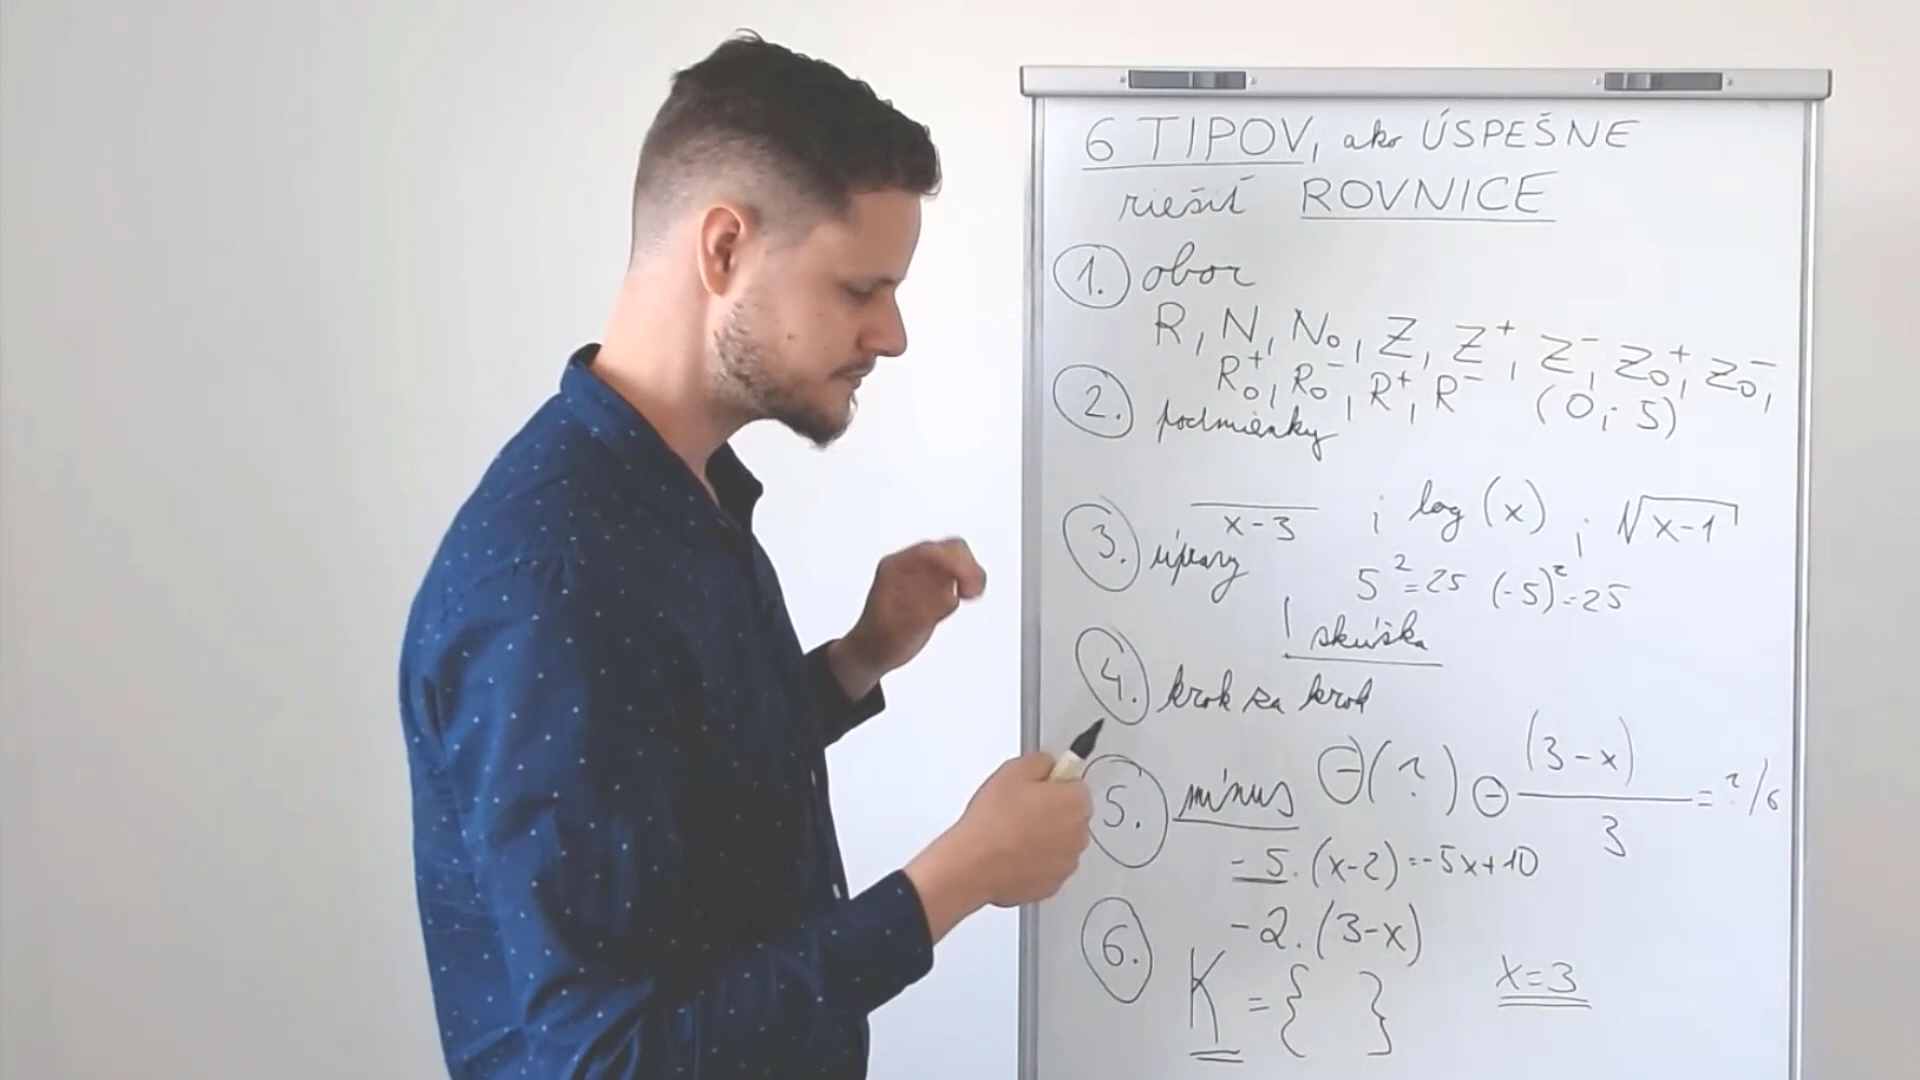 6 TIPOV, ako ÚSPEŠNE
riešiť ROVNICE
1. obor
R, N, N₀, Z, Z⁺, Z⁻, Z₀⁺, Z₀⁻,
R₀⁺, R₀⁻, R⁺, R⁻ (0; 5)
2. podmienky
x-3 ; log (x) ; √x-1
3. úpravy 5²=25 (-5)²=25
skúška
4. krok za krok
5. mínus ⊖(?) ⊖ (3-x)/3 = ?/6
-5.(x-2)=-5x+10
-2.(3-x)
6. K = { } x=3